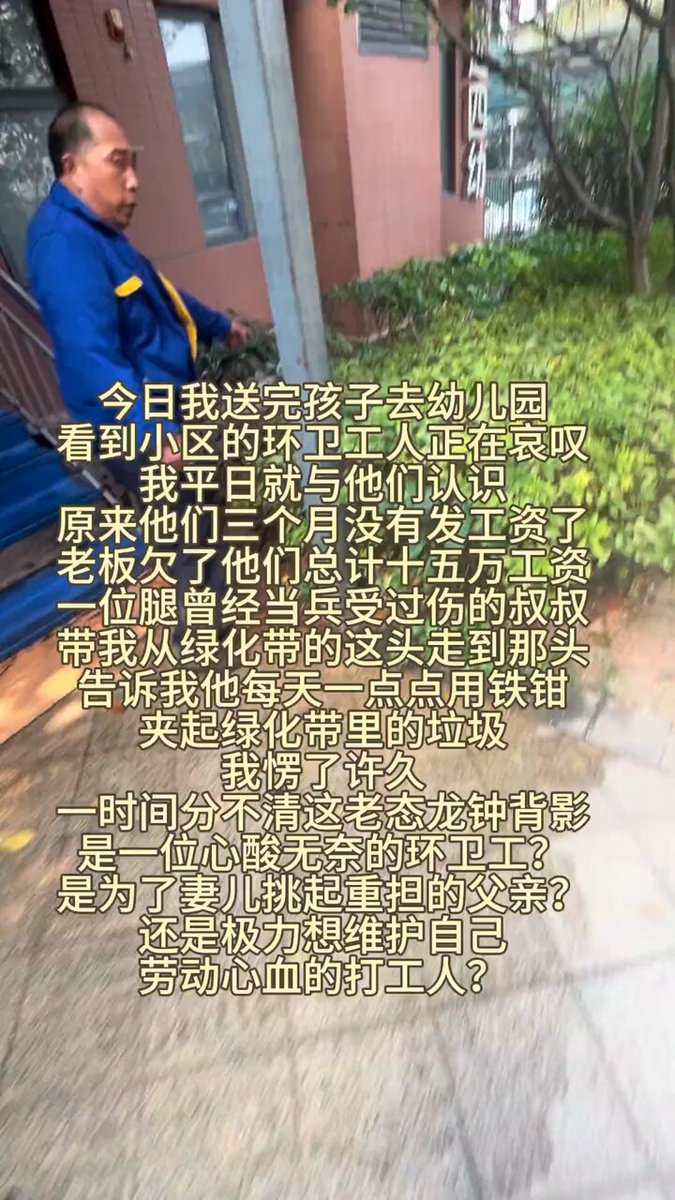 四幼
今日我送完孩子去幼儿园
看到小区的环卫工人正在哀叹
我平日就与他们认识
原来他们三个月没有发工资了
老板欠了他们总计十五万工资
一位腿曾经当兵受过伤的叔叔
带我从绿化带的这头走到那头
告诉我他每天一点点用铁钳
夹起绿化带里的垃圾
我愣了许久
一时间分不清这老态龙钟背影
是一位心酸无奈的环卫工？
是为了妻儿挑起重担的父亲？
还是极力想维护自己
劳动心血的打工人？